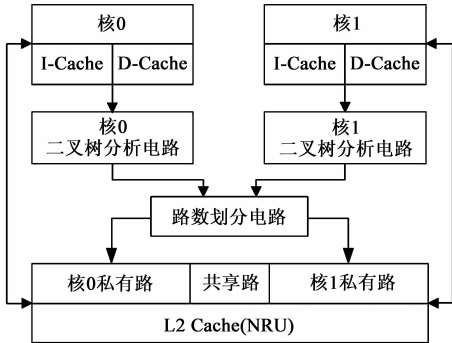 核0
核1
I-Cache
D-Cache
I-Cache
D-Cache
核0
二叉树分析电路
核1
二叉树分析电路
路数划分电路
核0私有路
共享路
核1私有路
L2 Cache(NRU)